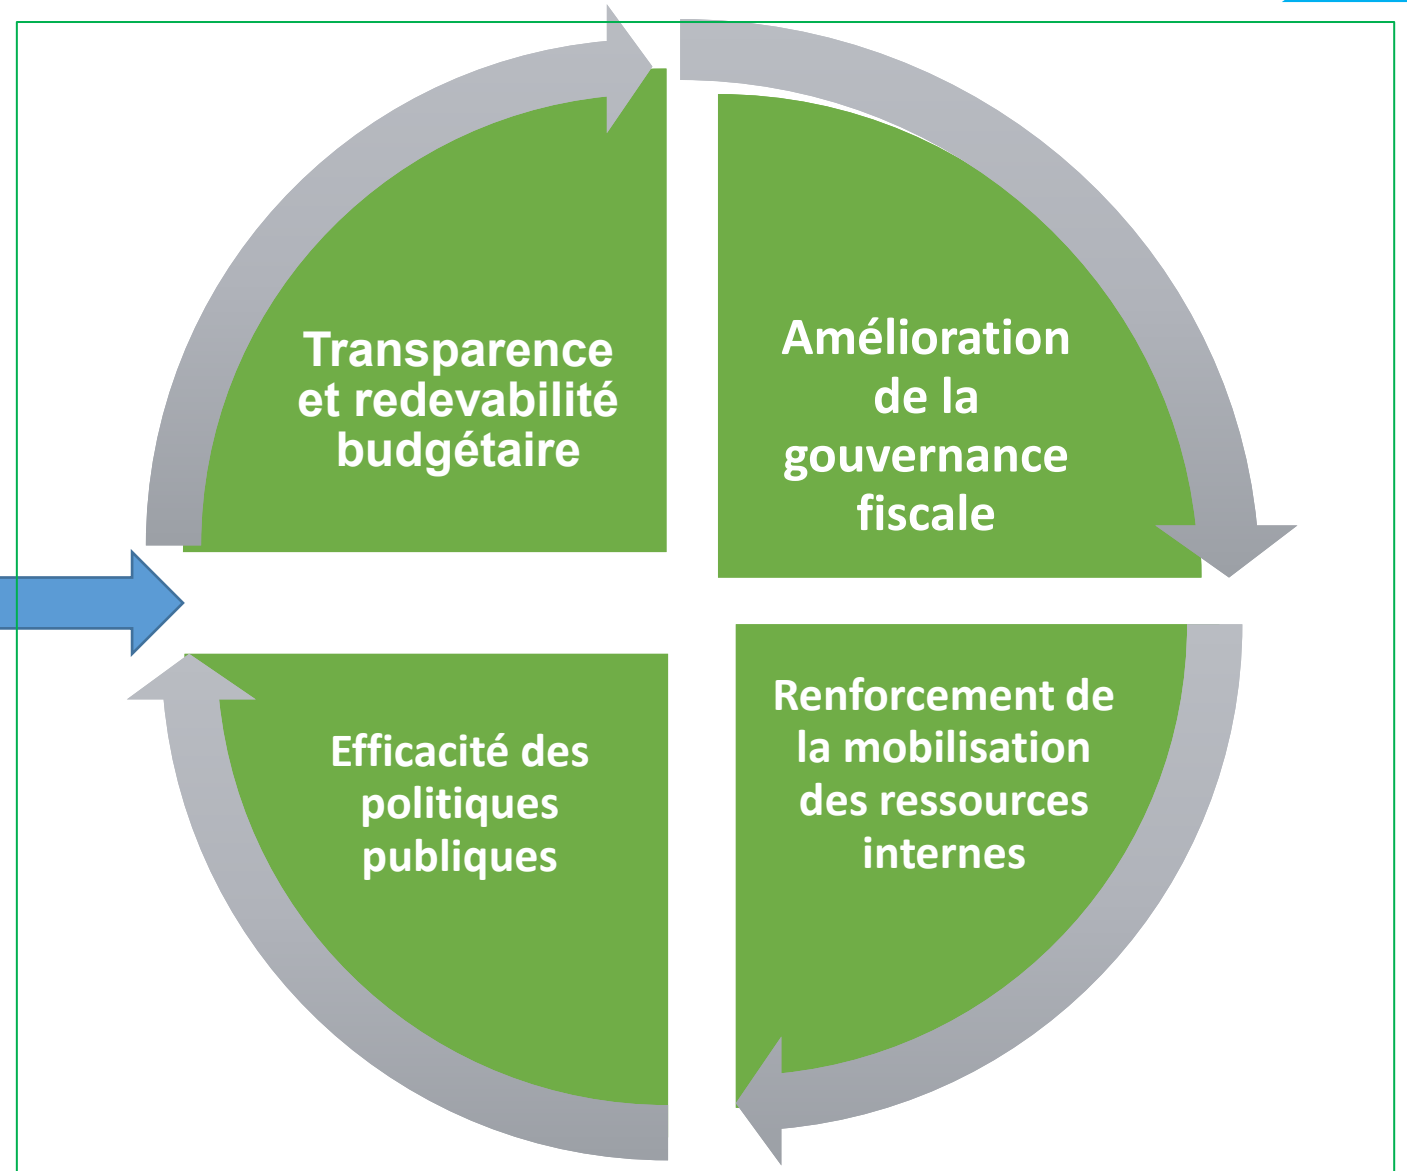 Transparence
et redevabilité
budgétaire
Amélioration
de la
gouvernance
fiscale
Renforcement de
la mobilisation
des ressources
internes
Efficacité des
politiques
publiques